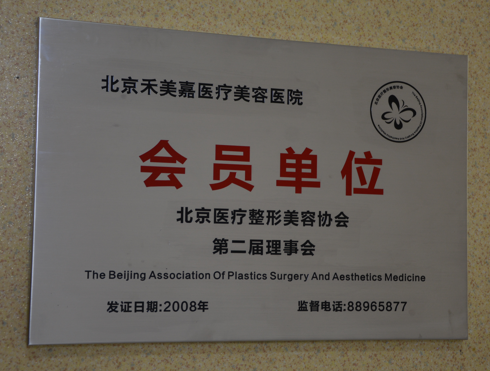 北京禾美嘉医疗美容医院
会员单位
北京医疗整形美容协会
第二届理事会
The Beijing Association Of Plastics Surgery And Aesthetics Medicine
发证日期:2008年 监督电话:88965877